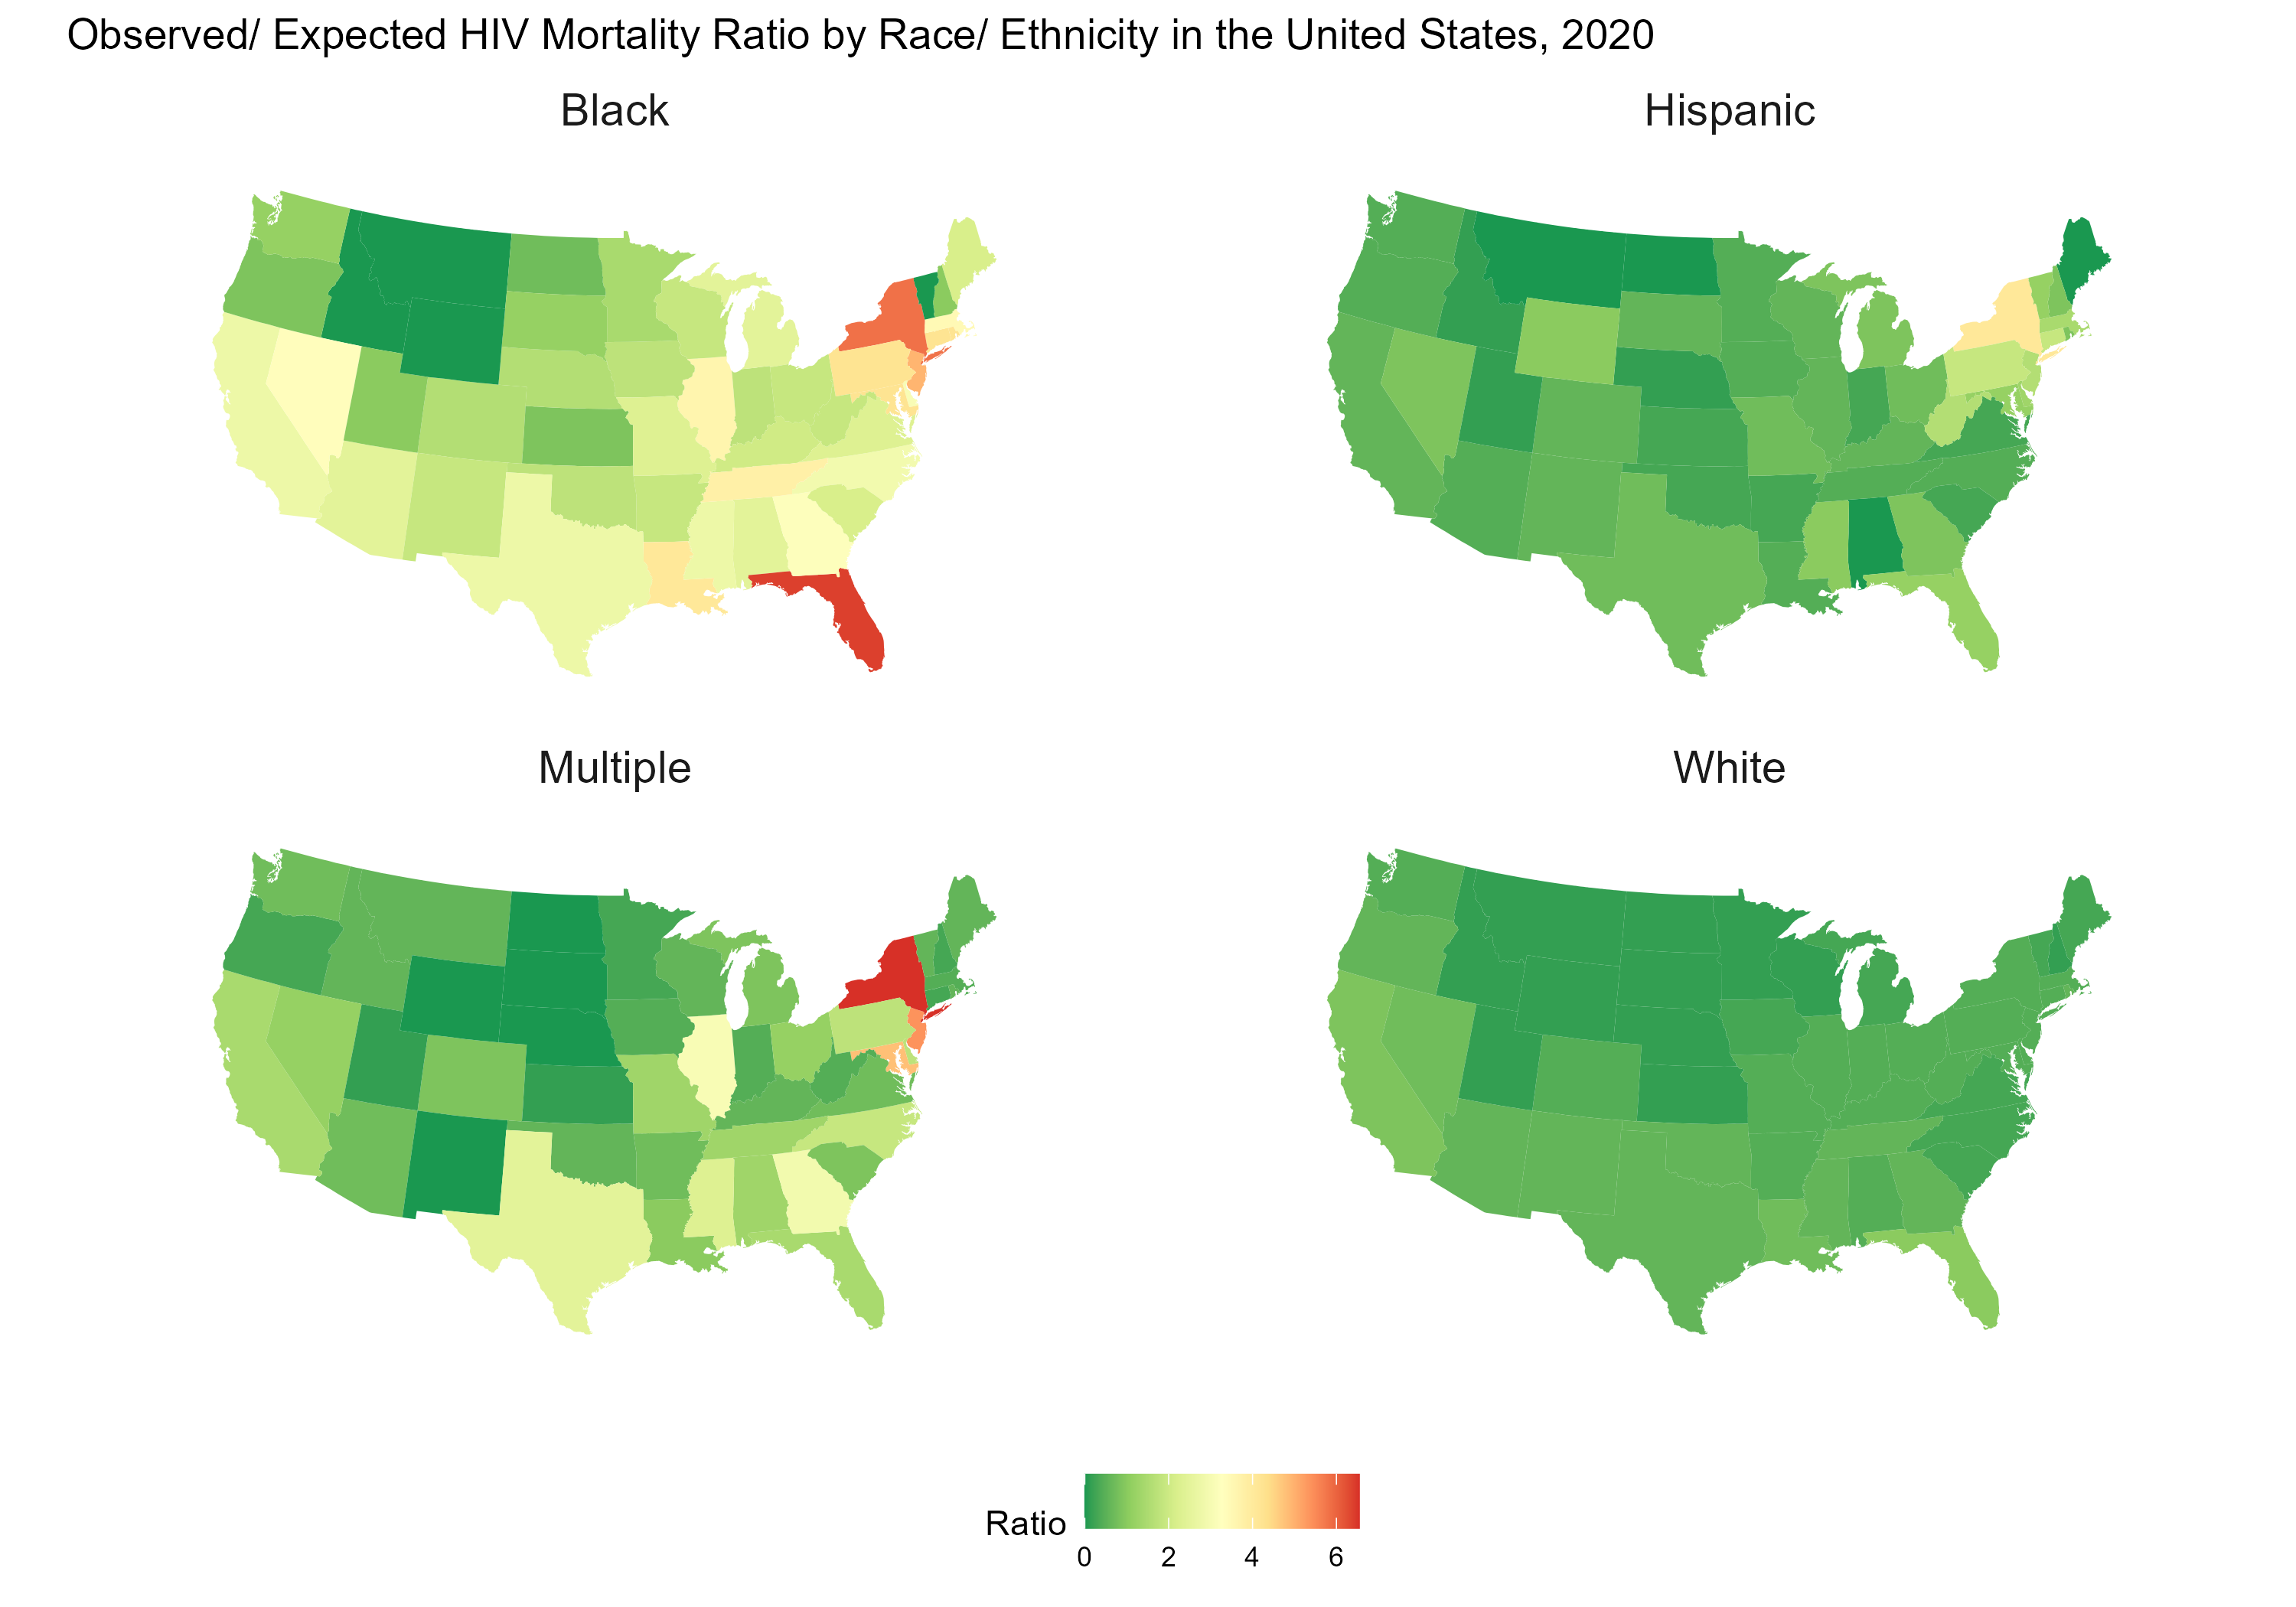 Observed/ Expected HIV Mortality Ratio by Race/ Ethnicity in the United States, 2020
Black
Hispanic
Multiple
White
Ratio
0 2 4 6